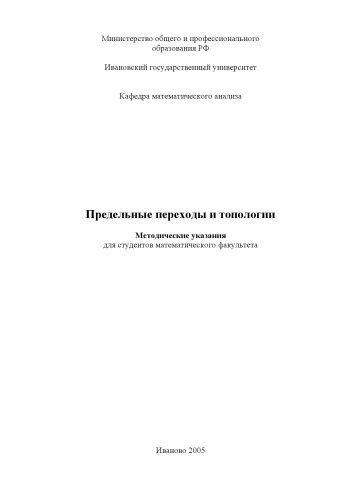 Министерство общего и профессионального
образования РФ
Ивановский государственный университет
Кафедра математического анализа
Предельные переходы и топологии
Методические указания
для студентов математического факультета
Иваново 2005